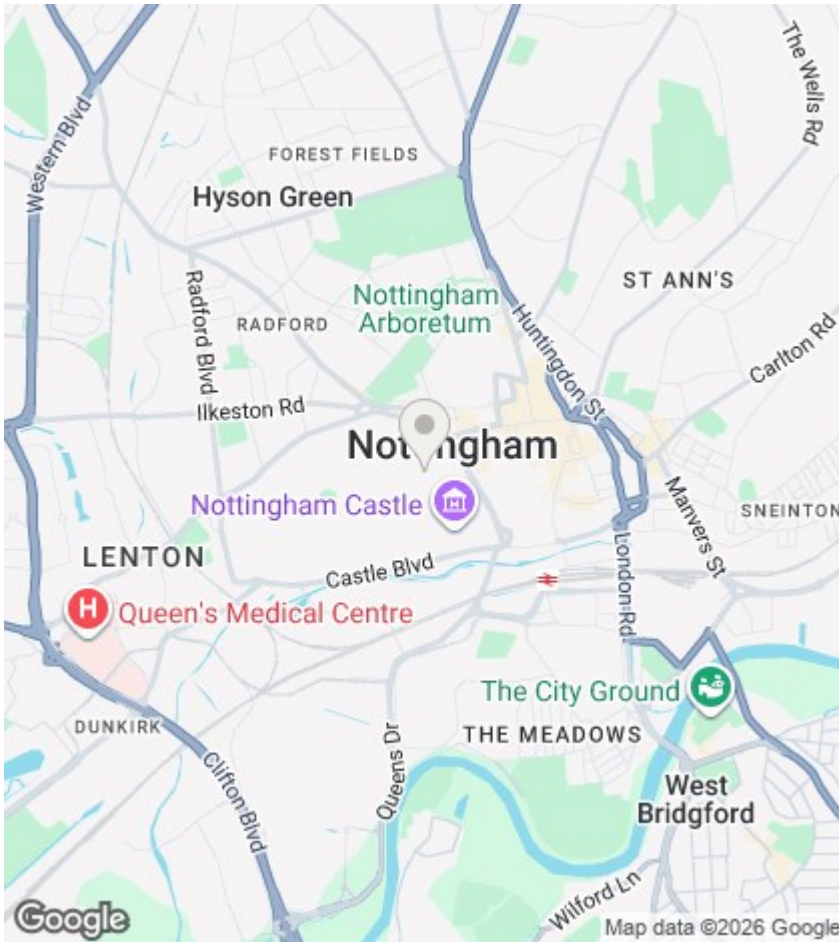 The Wells Rd
Western Blvd
FOREST FIELDS
Hyson Green
ST ANN'S
Nottingham
Arboretum
Radford Blvd
RADFORD
Huntingdon St
Carlton Rd
Ilkeston Rd
Nottingham
Nottingham Castle
Manvers St
SNEINTON
LENTON
Castle Blvd
London Rd
H
Queen's Medical Centre
The City Ground
DUNKIRK
THE MEADOWS
Queens Dr
Clifton Blvd
West
Bridgford
Wilford Ln
Google
Map data ©2026 Google